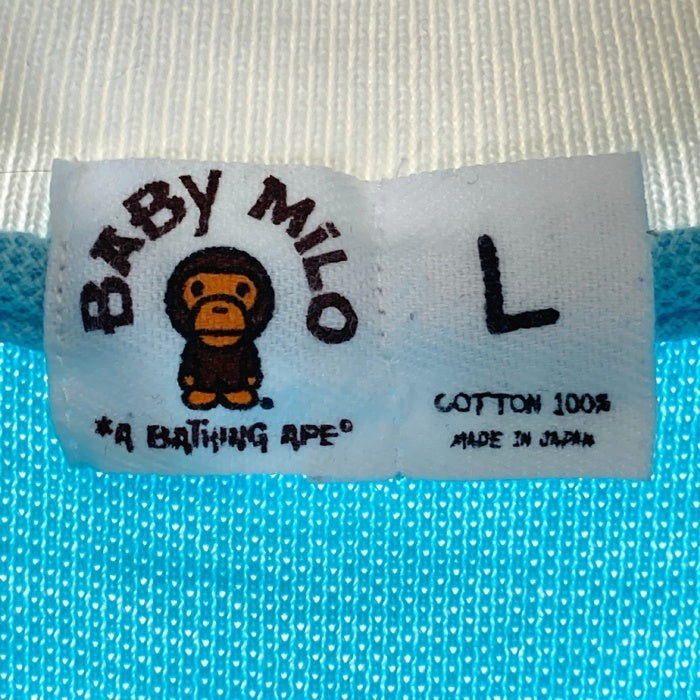 BABY MiLO
*A BATHING APE®
L
COTTON 100%
MADE IN JAPAN